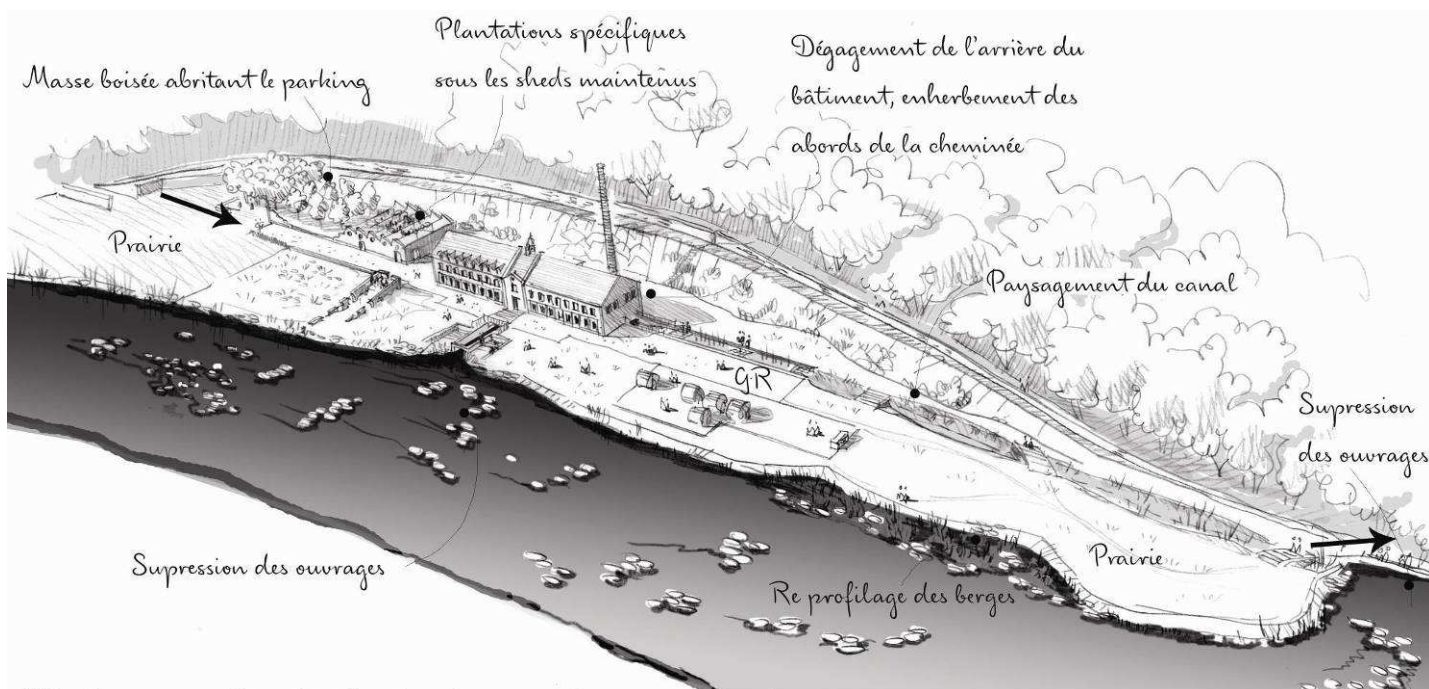 Masse boisée abritant le parking
Plantations spécifiques
sous les sheds maintenus
Dégagement de l'arrière du
bâtiment, enherbement des
abords de la cheminée
Prairie
Paysagement du canal
GR
Supression
des ouvrages
Supression des ouvrages
Re profilage des berges
Prairie